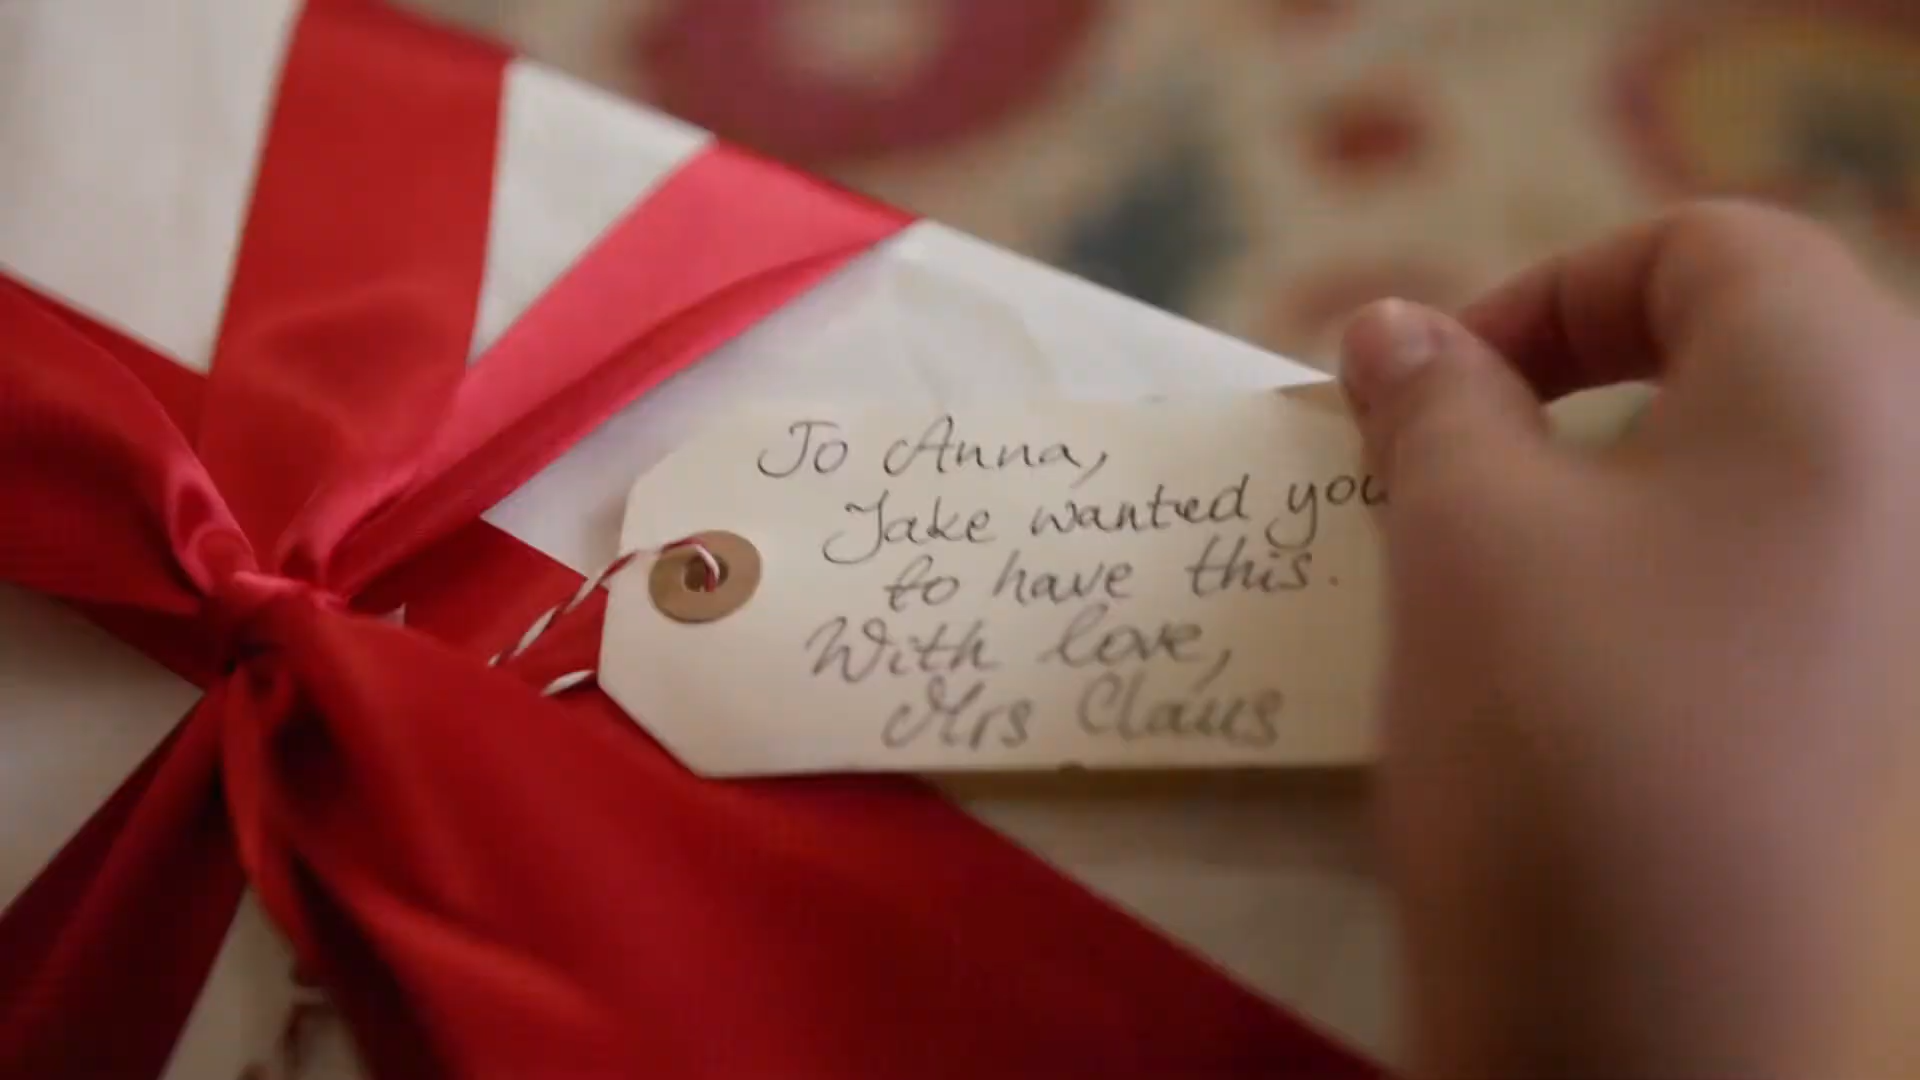 To Anna,
Jake wanted you
to have this.
With love,
Mrs Claus